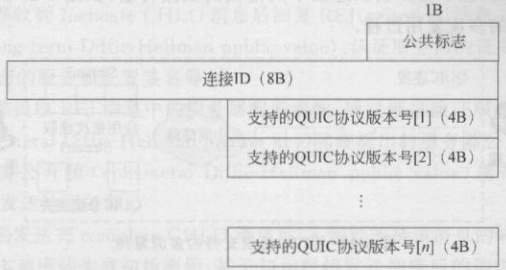 1B
公共标志
连接ID（8B）
支持的QUIC协议版本号[1]（4B）
支持的QUIC协议版本号[2]（4B）
⋮
支持的QUIC协议版本号[n]（4B）